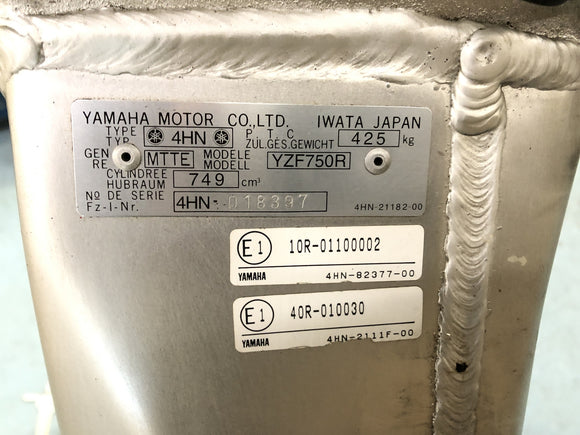 YAMAHA MOTOR CO.,LTD. IWATA JAPAN
TYPE TYP 4HN P. T. C ZUL.GES.GEWICHT 425 kg
GEN RE MTTE MODELE MODELL YZF750R
CYLINDREE HUBRAUM 749 cm³
No DE SERIE Fz-I-Nr. 4HN-018397
4HN-21182-00
E1 10R-01100002
YAMAHA 4HN-82377-00
E1 40R-010030
YAMAHA 4HN-2111F-00